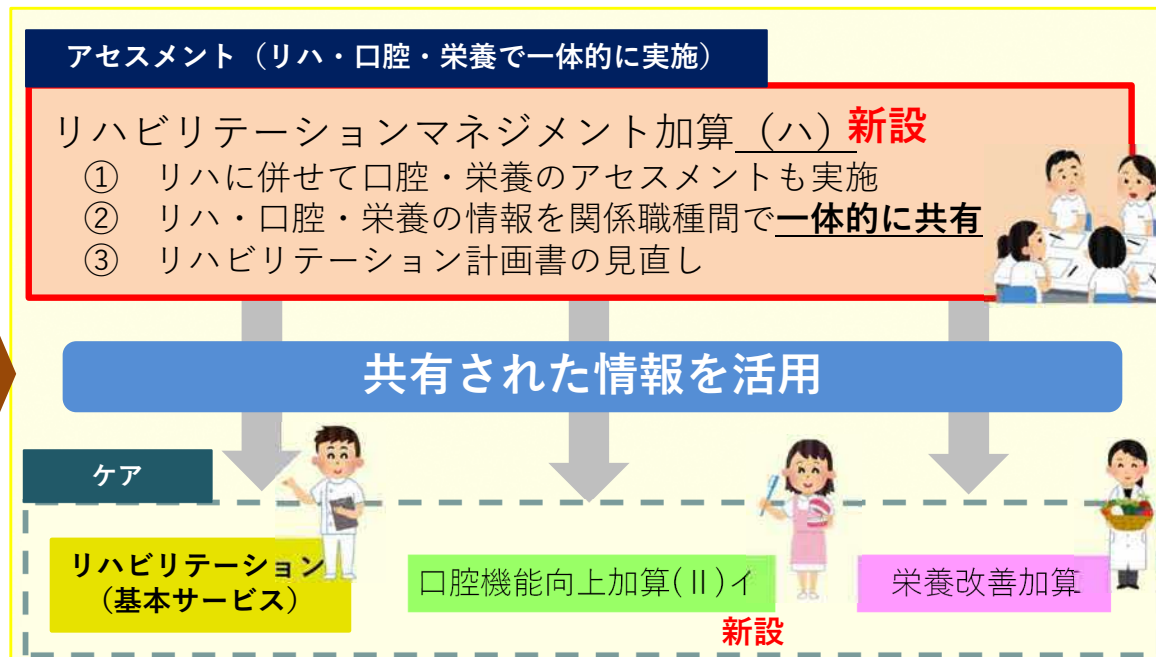 アセスメント（リハ・口腔・栄養で一体的に実施）
リハビリテーションマネジメント加算（ハ）新設
① リハに併せて口腔・栄養のアセスメントも実施
② リハ・口腔・栄養の情報を関係職種間で一体的に共有
③ リハビリテーション計画書の見直し
共有された情報を活用
ケア
リハビリテーション
（基本サービス）
口腔機能向上加算(Ⅱ)イ
新設
栄養改善加算